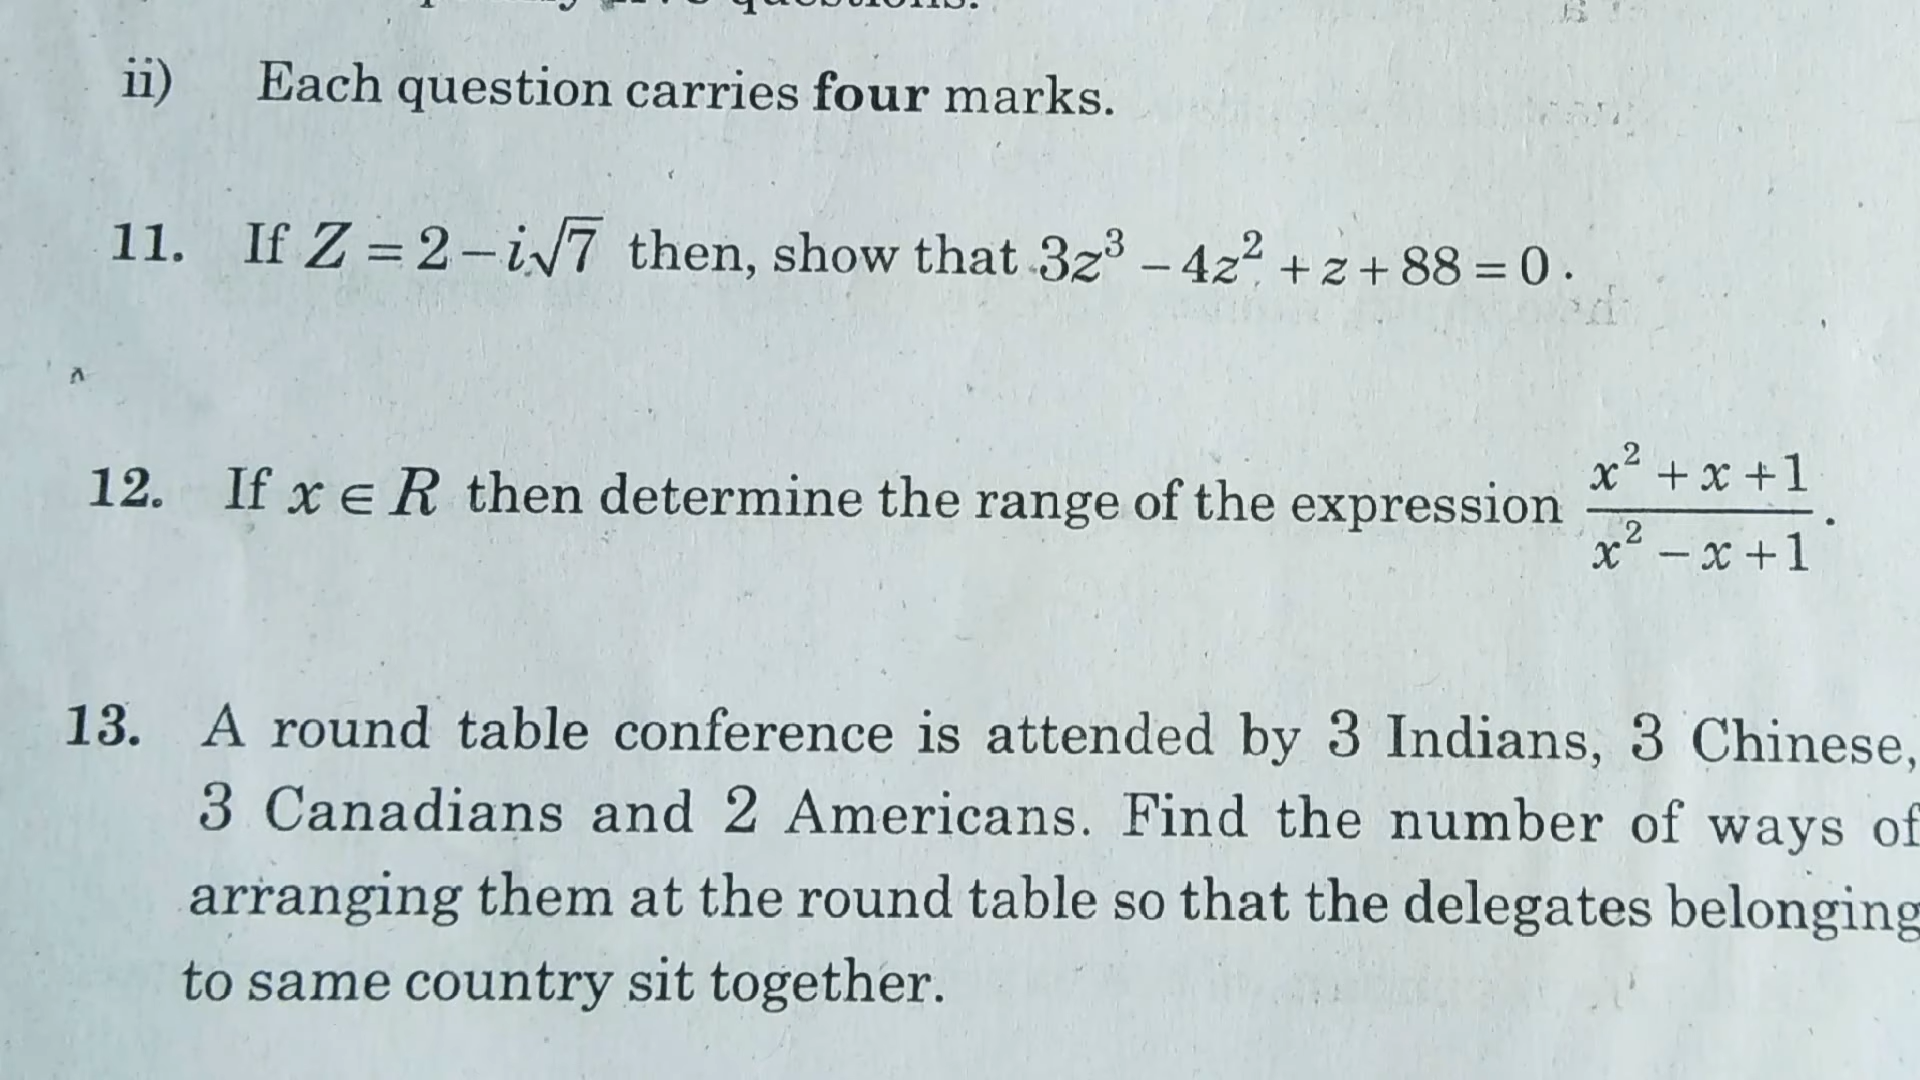 questions.
ii) Each question carries four marks.
11. If Z = 2 – i√7 then, show that 3z³ – 4z² + z + 88 = 0.
12. If x ∈ R then determine the range of the expression (x² + x + 1)/(x² – x + 1).
13. A round table conference is attended by 3 Indians, 3 Chinese,
3 Canadians and 2 Americans. Find the number of ways of
arranging them at the round table so that the delegates belonging
to same country sit together.